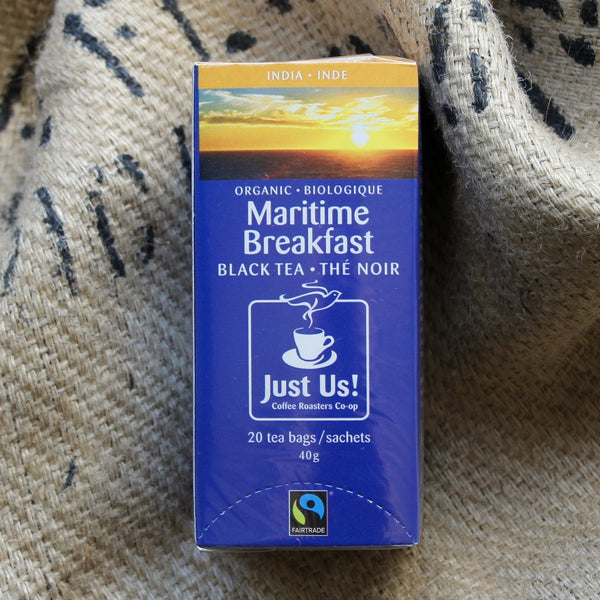 INDIA • INDE
ORGANIC • BIOLOGIQUE
Maritime
Breakfast
BLACK TEA • THÉ NOIR
Just Us!
Coffee Roasters Co-op
20 tea bags/sachets
40g
FAIRTRADE